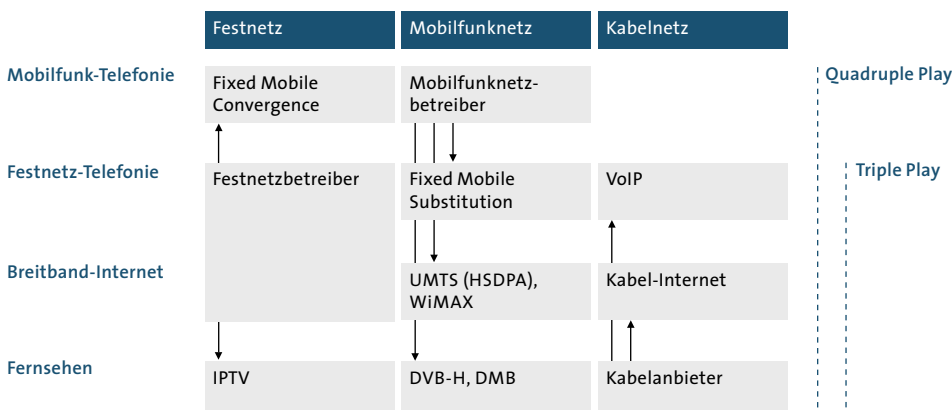 Festnetz
Mobilfunknetz
Kabelnetz
Mobilfunk-Telefonie
Fixed Mobile
Convergence
Mobilfunknetz-
betreiber
Quadruple Play
Festnetz-Telefonie
Festnetzbetreiber
Fixed Mobile
Substitution
VoIP
Triple Play
Breitband-Internet
UMTS (HSDPA),
WiMAX
Kabel-Internet
Fernsehen
IPTV
DVB-H, DMB
Kabelanbieter